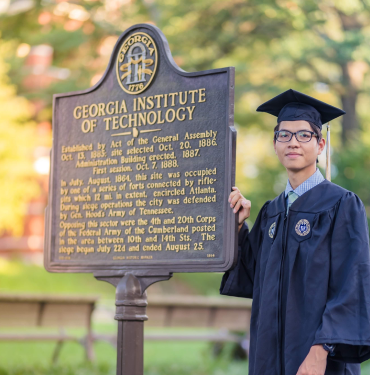 GEORGIA
1776
GEORGIA INSTITUTE
OF TECHNOLOGY
Established by Act of the General Assembly
Oct. 13, 1885; site selected Oct. 20, 1886.
Administration Building erected, 1887.
First session, Oct. 7, 1888.
In July, August, 1864, this site was occupied
by one of a series of forts connected by rifle-
pits which 12 mi. in extent, encircled Atlanta.
During siege operations the city was defended
by Gen. Hood's Army of Tennessee.
Opposing this sector were the 4th and 20th Corps
of the Federal Army of the Cumberland posted
in the area between 10th and 14th Sts. The
siege began July 22d and ended August 25.